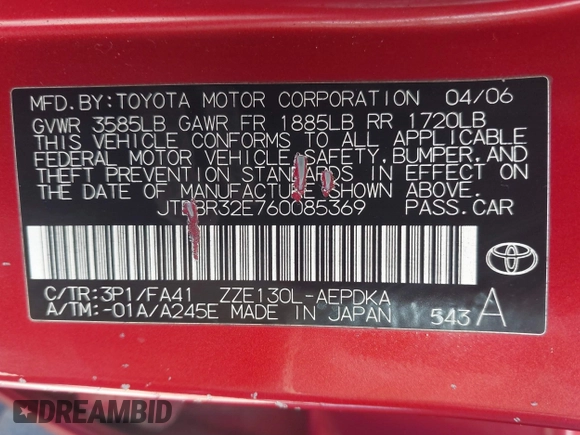 MFD.BY:TOYOTA MOTOR CORPORATION 04/06
GVWR 3585LB GAWR FR 1885LB RR 1720LB
THIS VEHICLE CONFORMS TO ALL APPLICABLE
FEDERAL MOTOR VEHICLE SAFETY, BUMPER, AND
THEFT PREVENTION STANDARDS IN EFFECT ON
THE DATE OF MANUFACTURE SHOWN ABOVE.
PASS.CAR
C/TR:3P1/FA41 ZZE130L-AEPDKA
A/TM:-01A/A245E MADE IN JAPAN 543 A
TOYOTA
DREAMBID